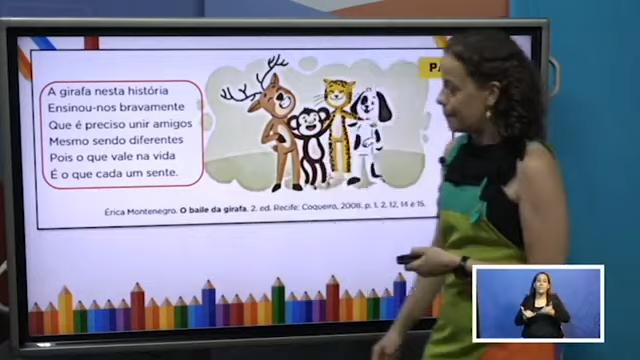 A girafa nesta história
Ensinou-nos bravamente
Que é preciso unir amigos
Mesmo sendo diferentes
Pois o que vale na vida
É o que cada um sente.
Érica Montenegro. O baile da girafa. 2. ed. Recife: Coqueiro, 2008. p. 1, 2, 12, 14 e 15.